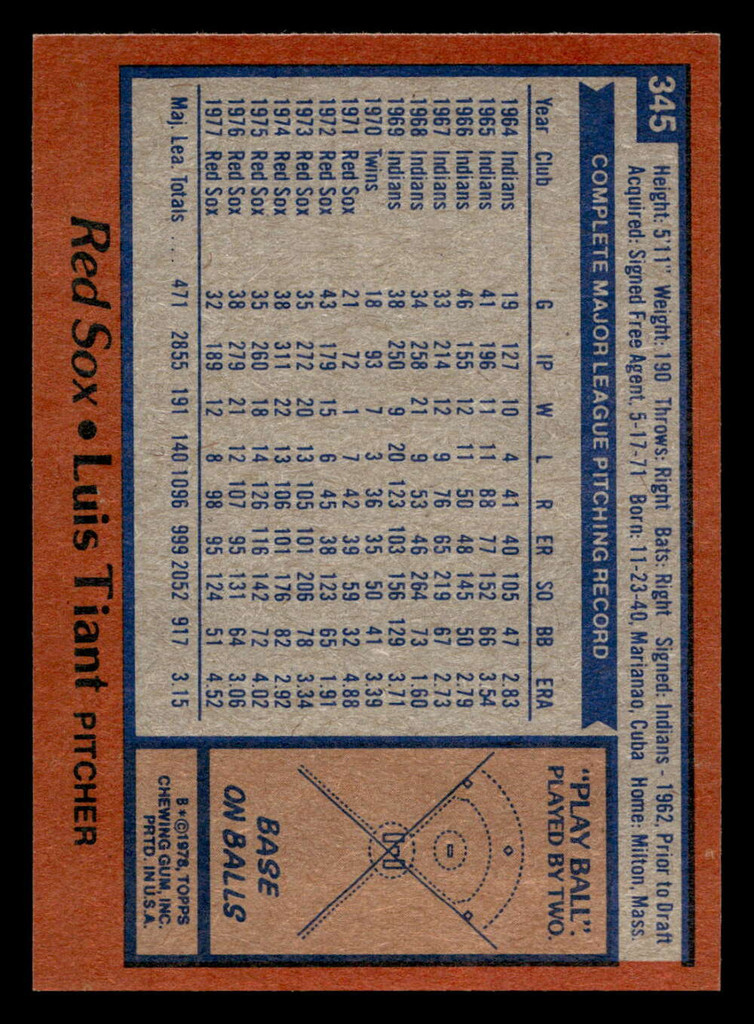 345
Height: 5'11" Weight: 190 Throws: Right Bats: Right Signed: Indians - 1962, Prior to Draft
Acquired: Signed Free Agent, 5-17-71 Born: 11-23-40, Marianao, Cuba Home: Milton, Mass.
COMPLETE MAJOR LEAGUE PITCHING RECORD
Year Club G IP W L R ER SO BB ERA
1964 Indians 19 127 10 4 41 40 105 47 2.83
1965 Indians 41 196 11 11 88 77 152 66 3.54
1966 Indians 46 155 12 11 50 48 145 50 2.79
1967 Indians 33 214 12 9 76 65 219 67 2.73
1968 Indians 34 258 21 9 53 46 264 73 1.60
1969 Indians 38 250 9 20 123 103 156 129 3.71
1970 Twins 18 93 7 3 36 35 50 41 3.39
1971 Red Sox 21 72 1 7 42 39 59 32 4.88
1972 Red Sox 43 179 15 6 45 38 123 65 1.91
1973 Red Sox 35 272 20 13 105 101 206 78 3.34
1974 Red Sox 38 311 22 13 106 101 176 82 2.92
1975 Red Sox 35 260 18 14 126 116 142 72 4.02
1976 Red Sox 38 279 21 12 107 95 131 64 3.06
1977 Red Sox 32 189 12 8 98 95 124 51 4.52
Maj. Lea. Totals .... 471 2855 191 140 1096 999 2052 917 3.15
"PLAY BALL".
PLAYED BY TWO.
BASE
ON BALLS
B*©1978, TOPPS
CHEWING GUM, INC.
PRTD. IN U.S.A.
Red Sox • Luis Tiant PITCHER